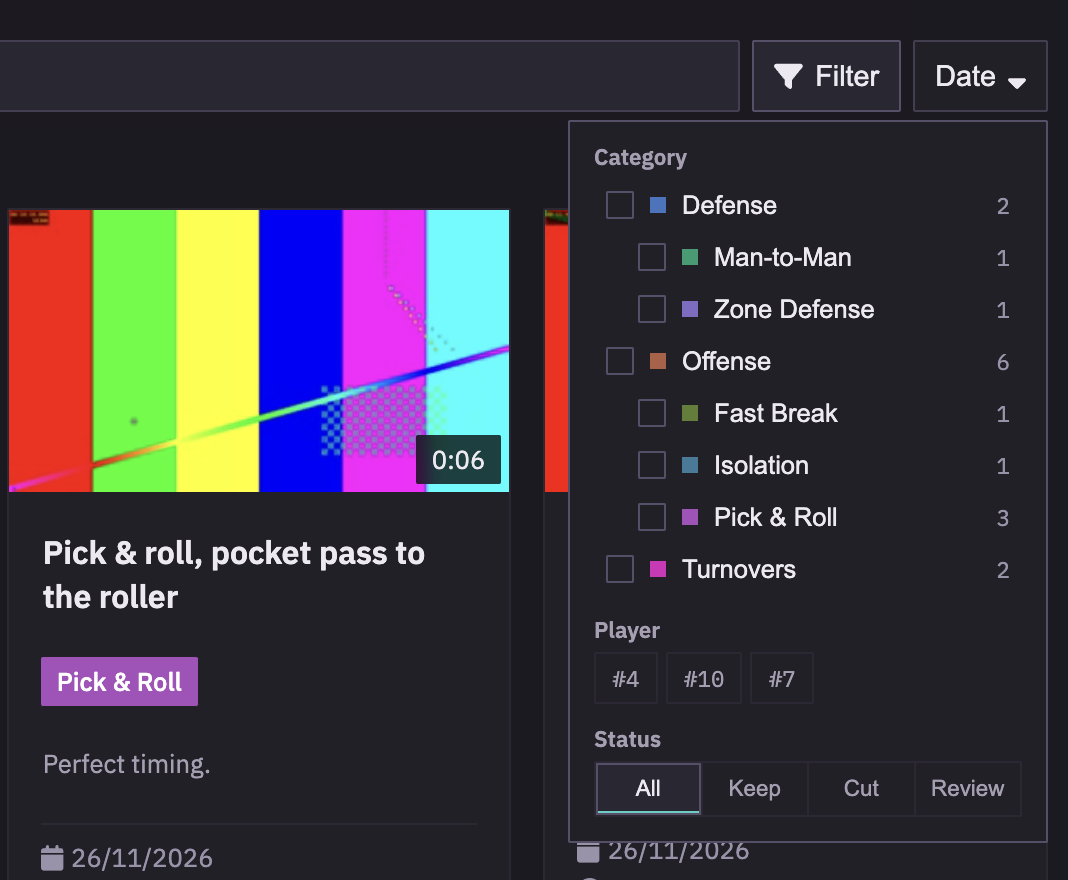 Filter
Date
Category
Defense 2
Man-to-Man 1
Zone Defense 1
Offense 6
Fast Break 1
Isolation 1
Pick & Roll 3
Turnovers 2
Player
#4 #10 #7
Status
All Keep Cut Review
0:06
Pick & roll, pocket pass to
the roller
Pick & Roll
Perfect timing.
26/11/2026
26/11/2026